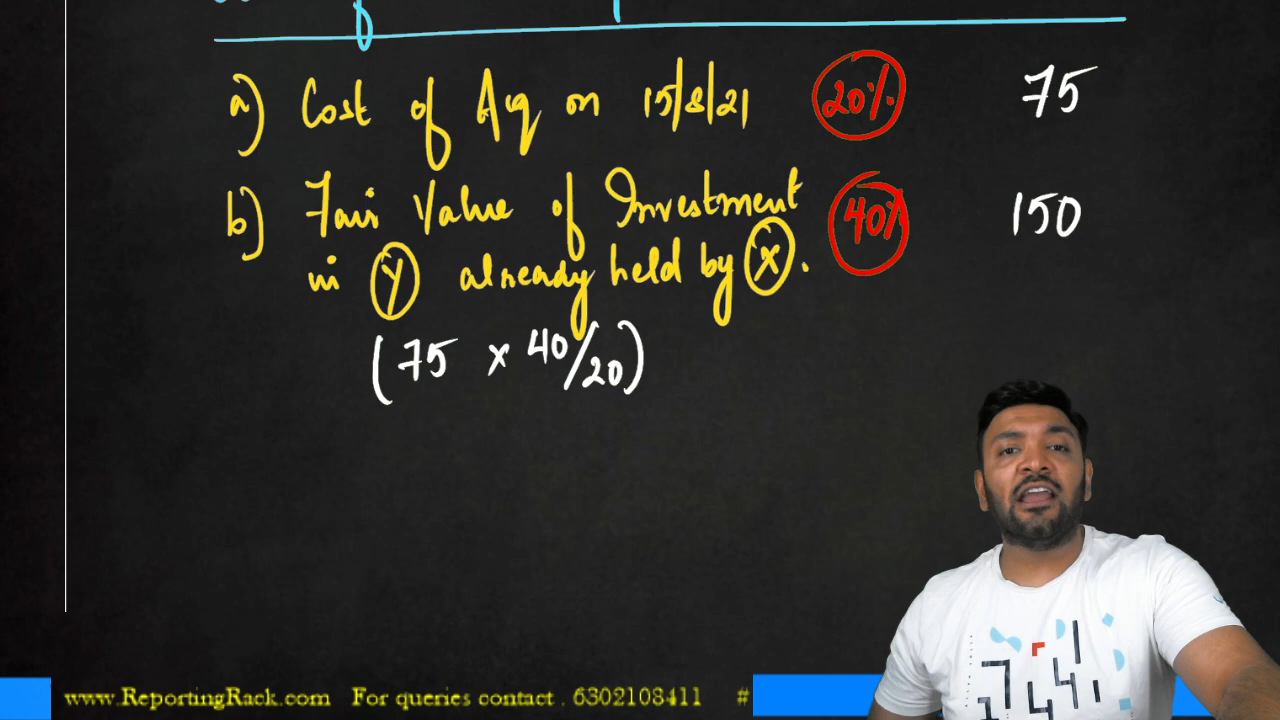 a) Cost of Aq on 15/8/21 20% 75
b) Fair Value of Investment 40% 150
in Y already held by X.
(75 x 40/20)
www.ReportingRack.com For queries contact . 6302108411 #